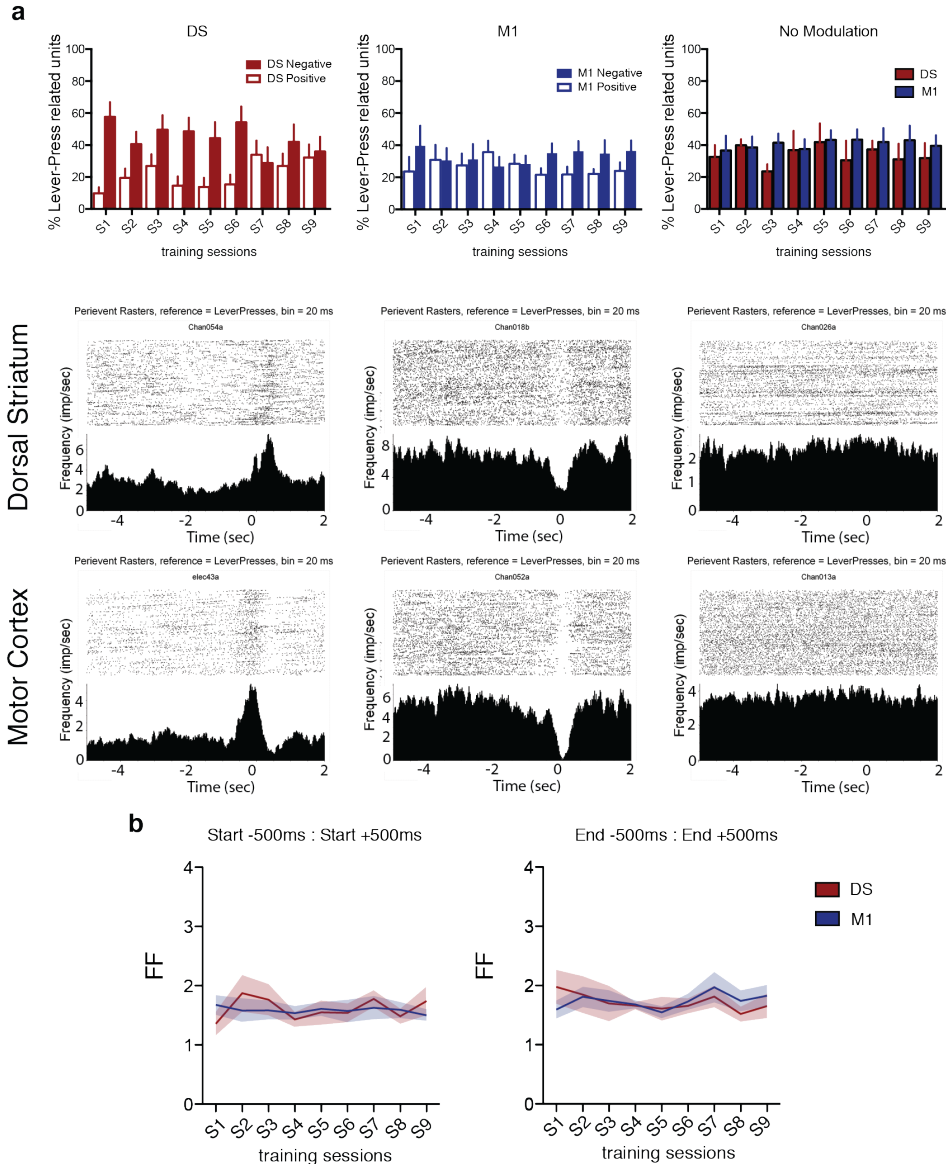 a
DS
% Lever-Press related units
100
80
60
40
20
0
DS Negative
DS Positive
S1 S2 S3 S4 S5 S6 S7 S8 S9
training sessions
M1
% Lever-Press related units
100
80
60
40
20
0
M1 Negative
M1 Positive
S1 S2 S3 S4 S5 S6 S7 S8 S9
training sessions
No Modulation
% Lever-Press related units
100
80
60
40
20
0
DS
M1
S1 S2 S3 S4 S5 S6 S7 S8 S9
training sessions
Dorsal Striatum
Perievent Rasters, reference = LeverPresses, bin = 20 ms
Chan054a
Frequency (imp/sec)
6
4
2
0
-4 -2 0 2
Time (sec)
Perievent Rasters, reference = LeverPresses, bin = 20 ms
Chan018b
Frequency (imp/sec)
8
4
0
-4 -2 0 2
Time (sec)
Perievent Rasters, reference = LeverPresses, bin = 20 ms
Chan026a
Frequency (imp/sec)
2
1
0
-4 -2 0 2
Time (sec)
Motor Cortex
Perievent Rasters, reference = LeverPresses, bin = 20 ms
elec43a
Frequency (imp/sec)
4
2
0
-4 -2 0 2
Time (sec)
Perievent Rasters, reference = LeverPresses, bin = 20 ms
Chan052a
Frequency (imp/sec)
6
4
2
0
-4 -2 0 2
Time (sec)
Perievent Rasters, reference = LeverPresses, bin = 20 ms
Chan013a
Frequency (imp/sec)
4
2
0
-4 -2 0 2
Time (sec)
b
Start -500ms : Start +500ms
FF
4
3
2
1
0
S1 S2 S3 S4 S5 S6 S7 S8 S9
training sessions
End -500ms : End +500ms
FF
4
3
2
1
0
S1 S2 S3 S4 S5 S6 S7 S8 S9
training sessions
DS
M1